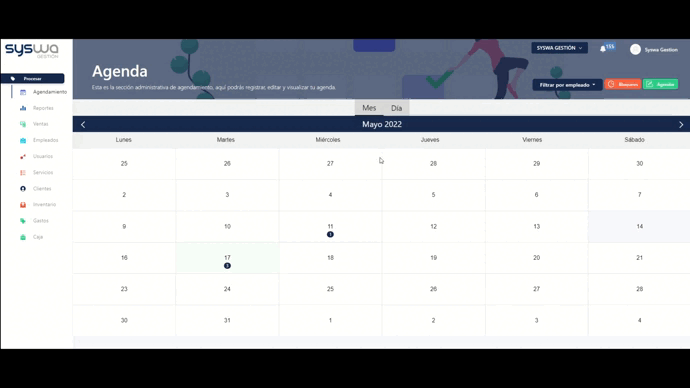 syswa
GESTIÓN
SYSWA GESTIÓN
155
Syswa Gestion
Procesar
Agenda
Esta es la sección administrativa de agendamiento, aquí podrás registrar, editar y visualizar tu agenda.
Filtrar por empleado
Bloqueos
Agendar
Agendamiento
Reportes
Ventas
Empleados
Usuarios
Servicios
Clientes
Inventario
Gastos
Caja
Mes Día
Mayo 2022
Lunes Martes Miércoles Jueves Viernes Sábado
25 26 27 28 29 30
2 3 4 5 6 7
9 10 11 12 13 14
1
16 17 18 19 20 21
23 24 25 26 27 28
30 31 1 2 3 4